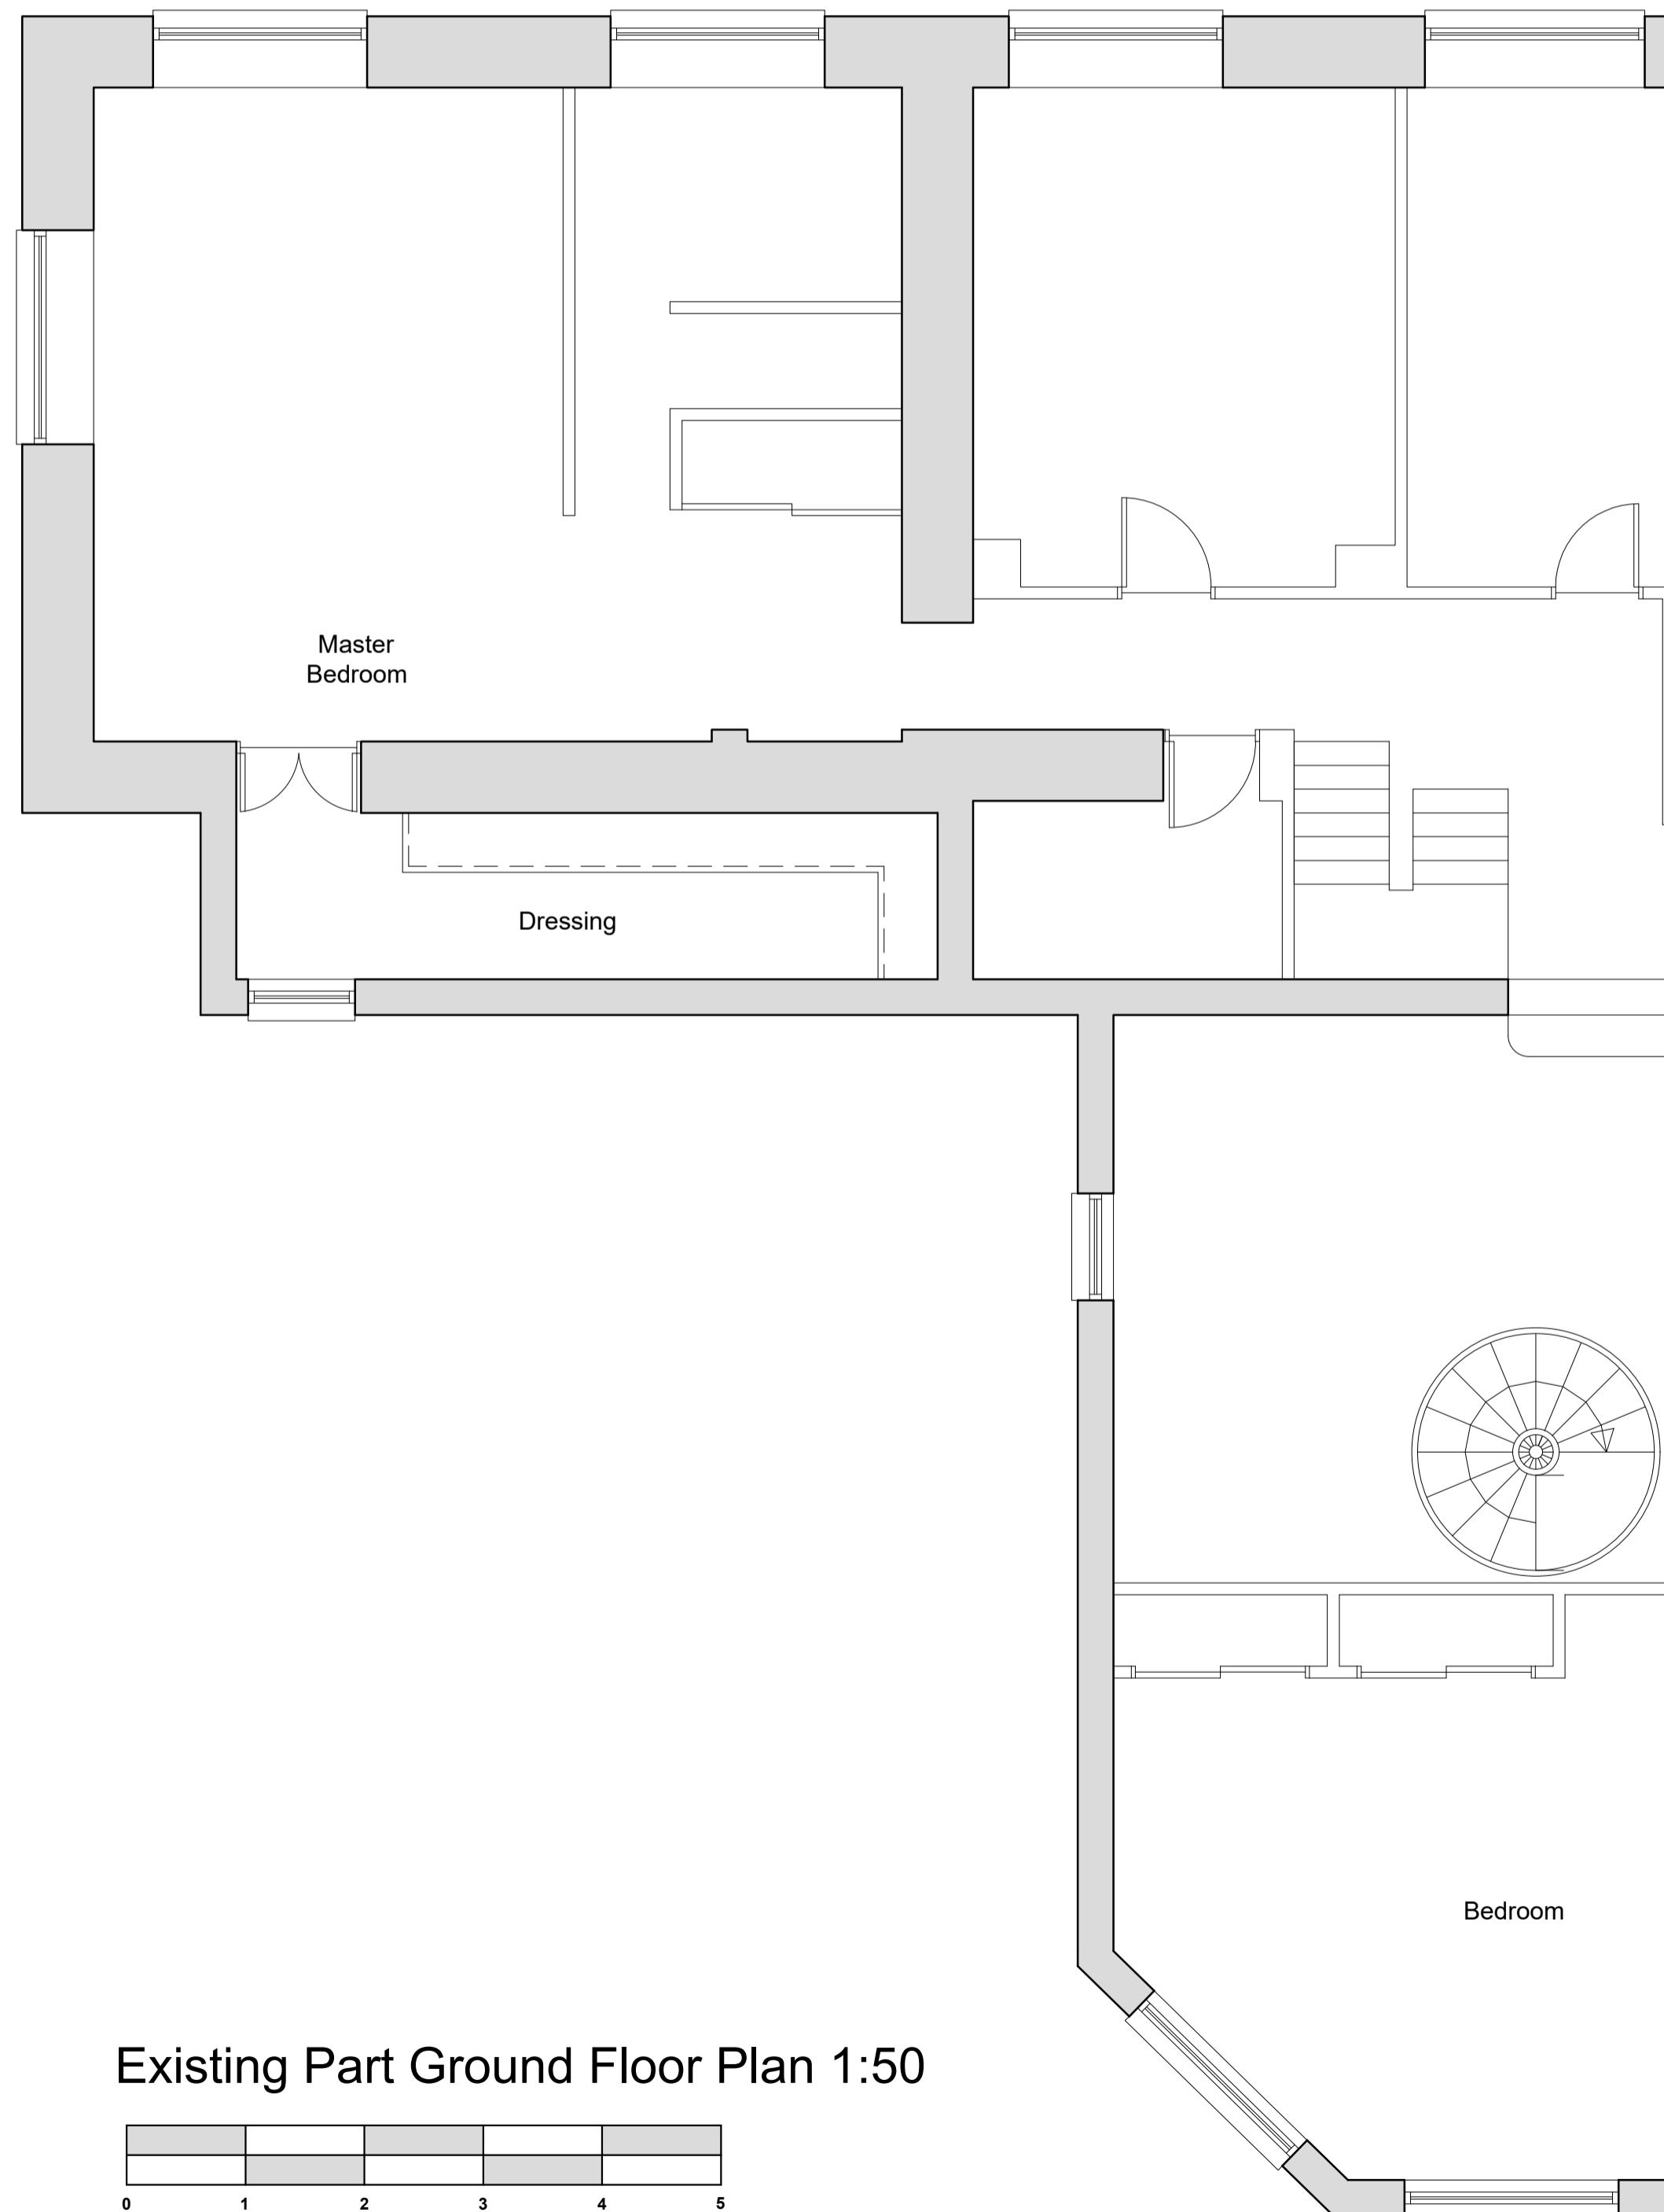 Master
Bedroom
Dressing
Bedroom
Existing Part Ground Floor Plan 1:50
0 1 2 3 4 5